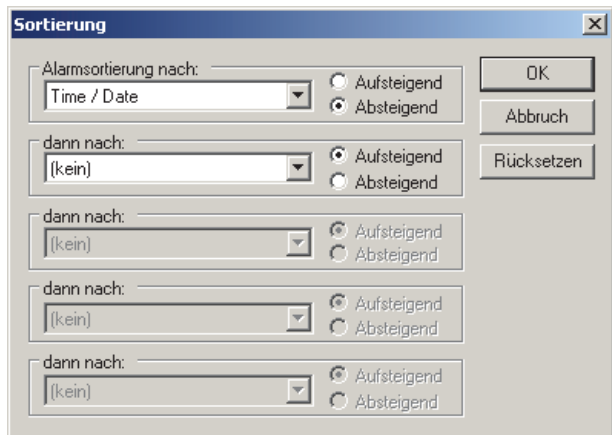 Sortierung
Alarmsortierung nach:
Time / Date
Aufsteigend
Absteigend
dann nach:
(kein)
Aufsteigend
Absteigend
dann nach:
(kein)
Aufsteigend
Absteigend
dann nach:
(kein)
Aufsteigend
Absteigend
dann nach:
(kein)
Aufsteigend
Absteigend
OK
Abbruch
Rücksetzen